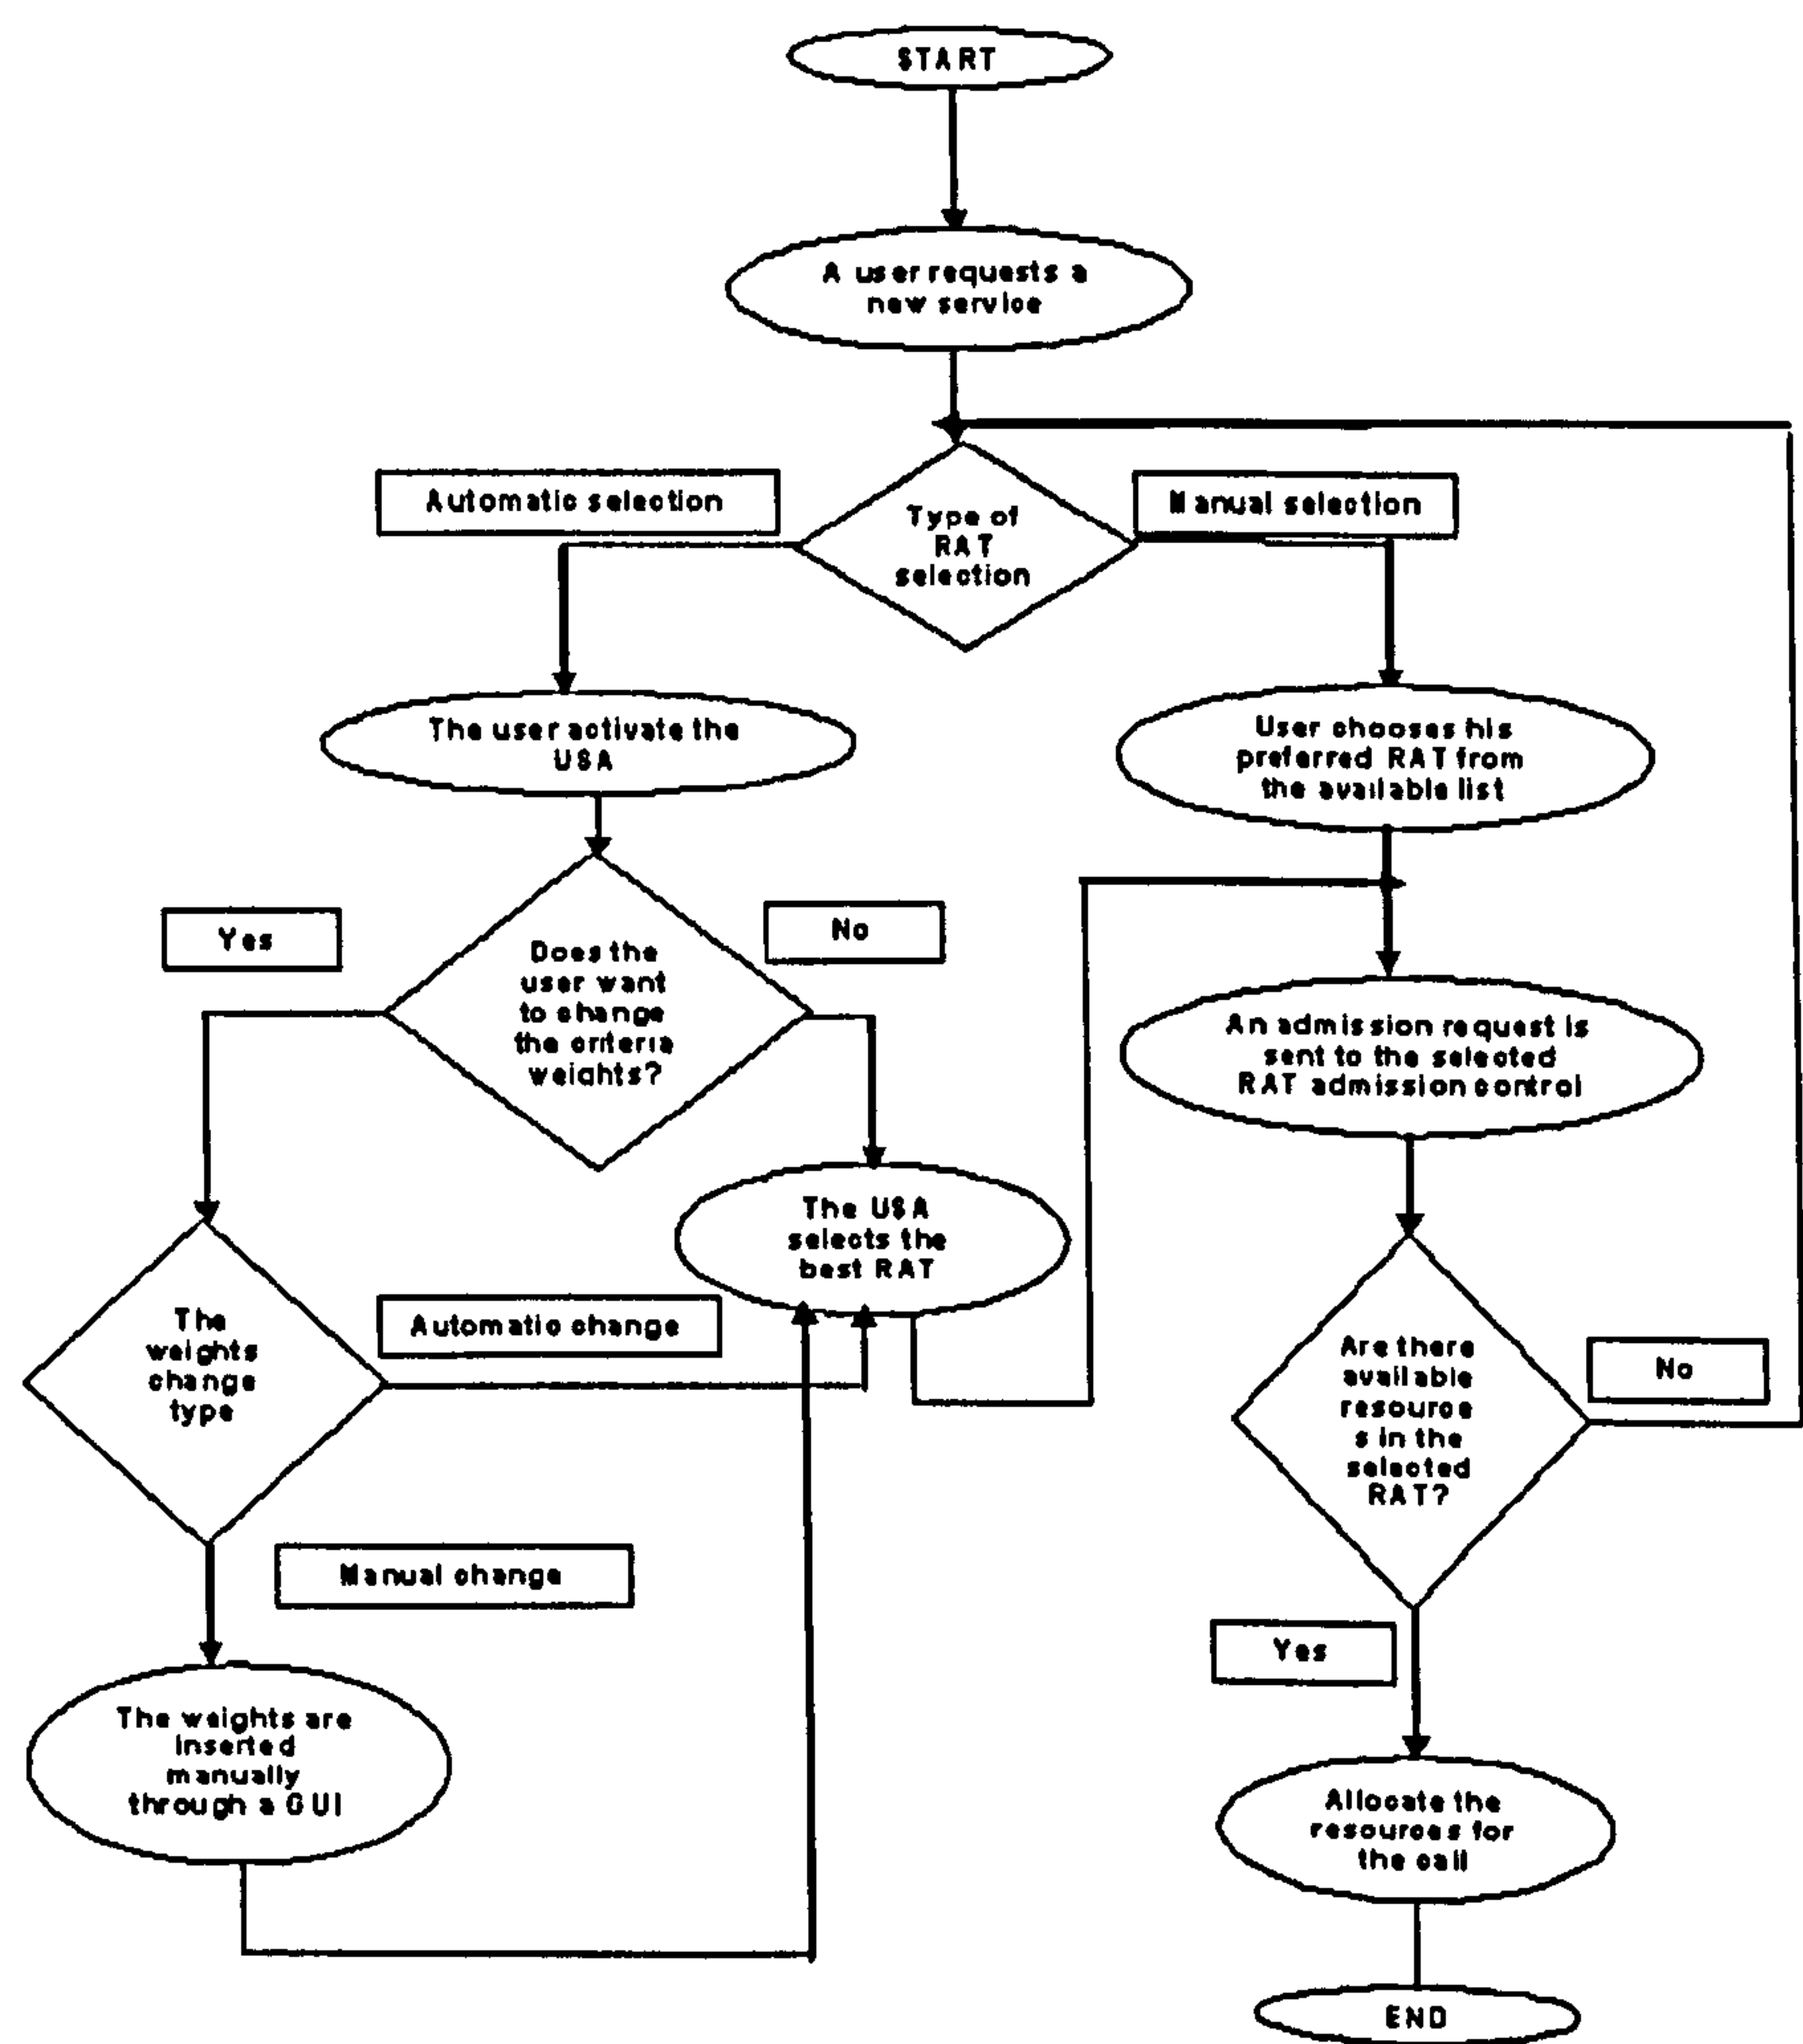 START
A user requests a
new service
Automatic selection
Manual selection
Type of
RAT
selection
The user activate the
USA
User chooses his
preferred RAT from
the available list
Yes
No
Does the
user want
to change
the criteria
weights?
An admission request is
sent to the selected
RAT admission control
The USA
selects the
best RAT
The
weights
change
type
Automatic change
Are there
available
resource
s in the
selected
RAT?
No
Manual change
Yes
The weights are
inserted
manually
through a GUI
Allocate the
resources for
the call
END